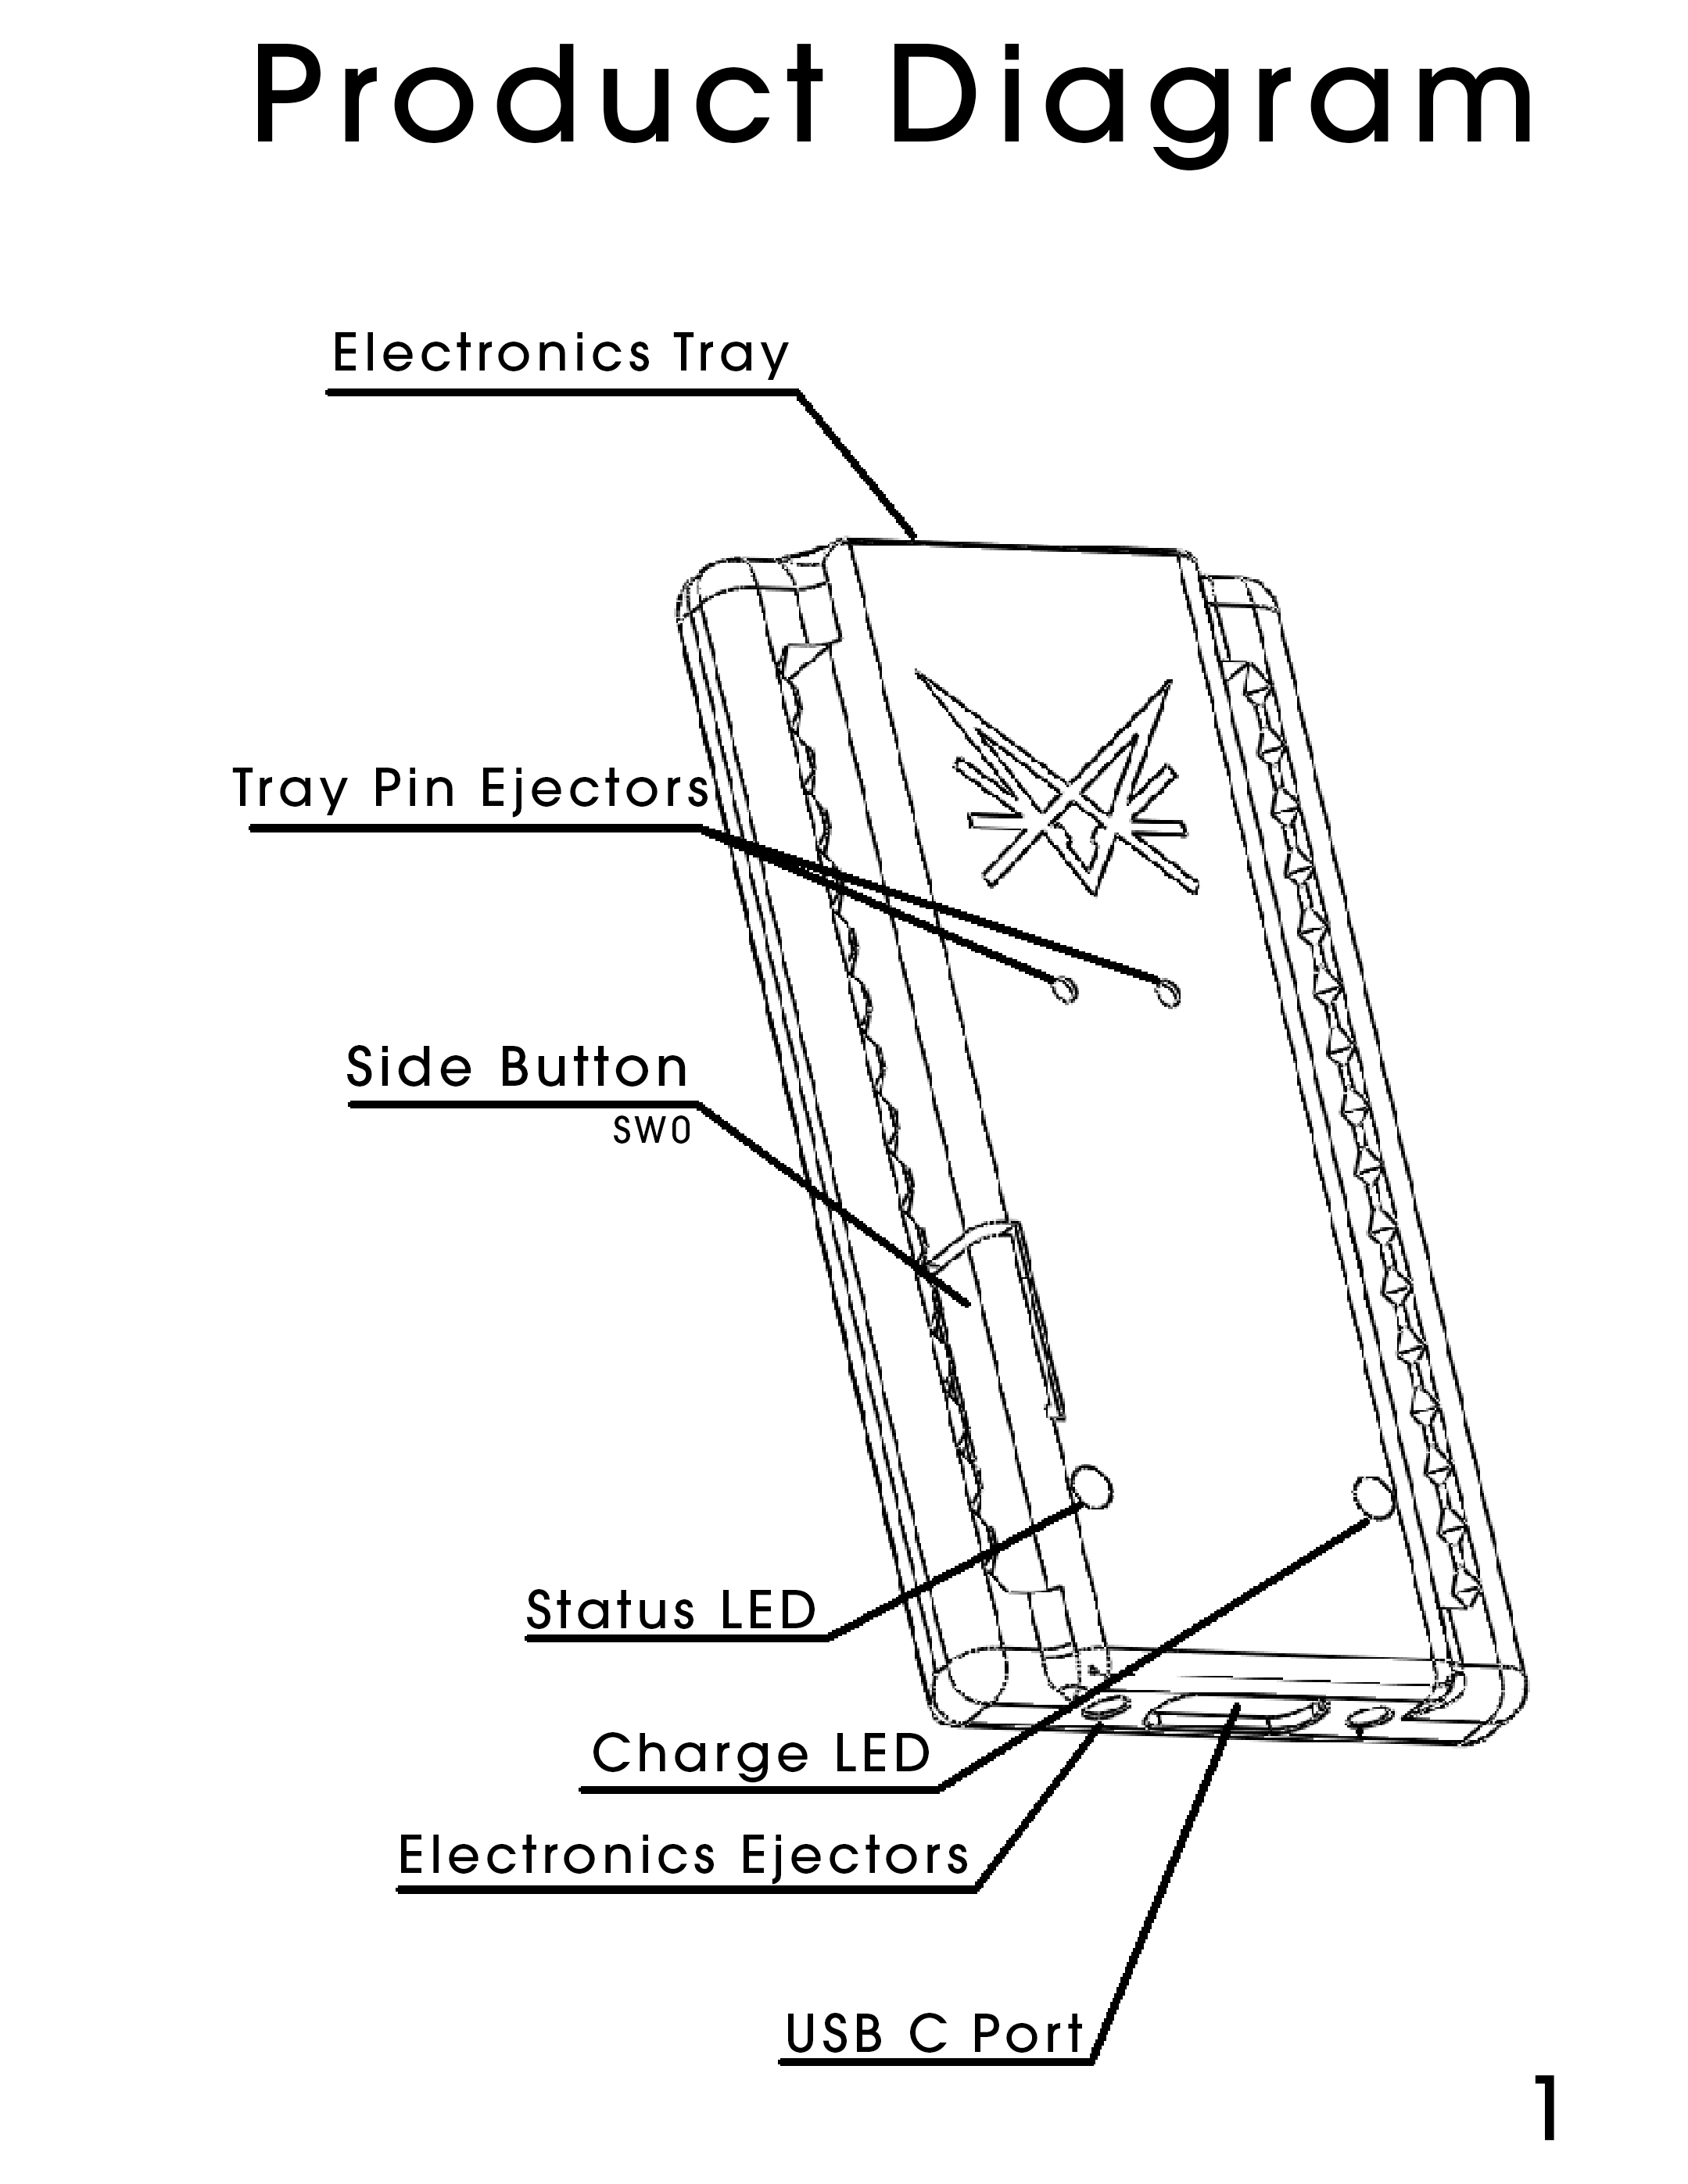 Product Diagram
Electronics Tray
Tray Pin Ejectors
Side Button
SW0
Status LED
Charge LED
Electronics Ejectors
USB C Port
1